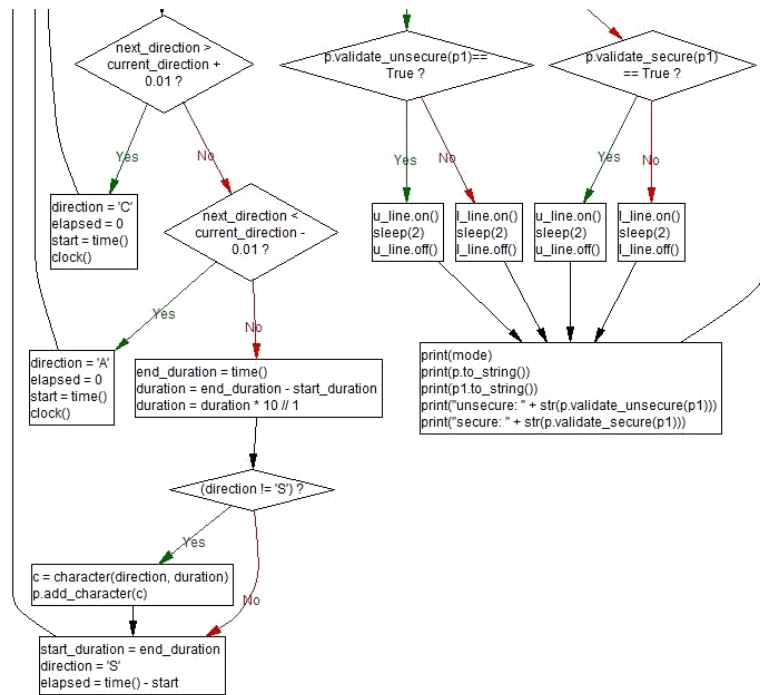 next_direction >
current_direction +
0.01 ?
p.validate_unsecure(p1)==
True ?
p.validate_secure(p1)
== True ?
Yes
No
Yes
No
Yes
No
direction = 'C'
elapsed = 0
start = time()
clock()
next_direction <
current_direction -
0.01 ?
u_line.on()
sleep(2)
u_line.off()
l_line.on()
sleep(2)
l_line.off()
u_line.on()
sleep(2)
u_line.off()
l_line.on()
sleep(2)
l_line.off()
Yes
No
direction = 'A'
elapsed = 0
start = time()
clock()
end_duration = time()
duration = end_duration - start_duration
duration = duration * 10 // 1
print(mode)
print(p.to_string())
print(p1.to_string())
print("unsecure: " + str(p.validate_unsecure(p1)))
print("secure: " + str(p.validate_secure(p1)))
(direction != 'S') ?
Yes
No
c = character(direction, duration)
p.add_character(c)
start_duration = end_duration
direction = 'S'
elapsed = time() - start